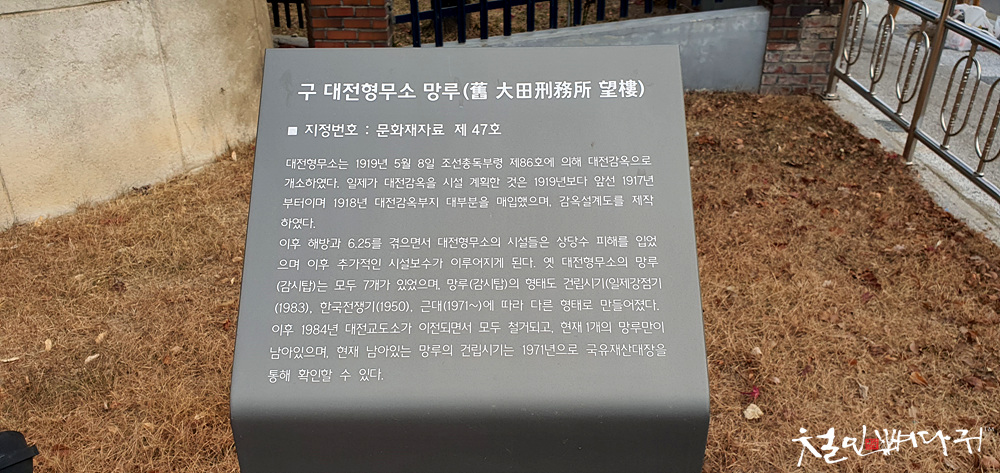 구 대전형무소 망루(舊 大田刑務所 望樓)
■ 지정번호 : 문화재자료 제 47호
대전형무소는 1919년 5월 8일 조선총독부령 제86호에 의해 대전감옥으로
개소하였다. 일제가 대전감옥을 시설 계획한 것은 1919년보다 앞선 1917년
부터이며 1918년 대전감옥부지 대부분을 매입했으며, 감옥설계도를 제작
하였다.
이후 해방과 6.25를 겪으면서 대전형무소의 시설들은 상당수 피해를 입었
으며 이후 추가적인 시설보수가 이루어지게 된다. 옛 대전형무소의 망루
(감시탑)는 모두 7개가 있었으며, 망루(감시탑)의 형태도 건립시기(일제강점기
(1983), 한국전쟁기(1950), 근대(1971~)에 따라 다른 형태로 만들어졌다.
이후 1984년 대전교도소가 이전되면서 모두 철거되고, 현재 1개의 망루만이
남아있으며, 현재 남아있는 망루의 건립시기는 1971년으로 국유재산대장을
통해 확인할 수 있다.
철민빼다귀